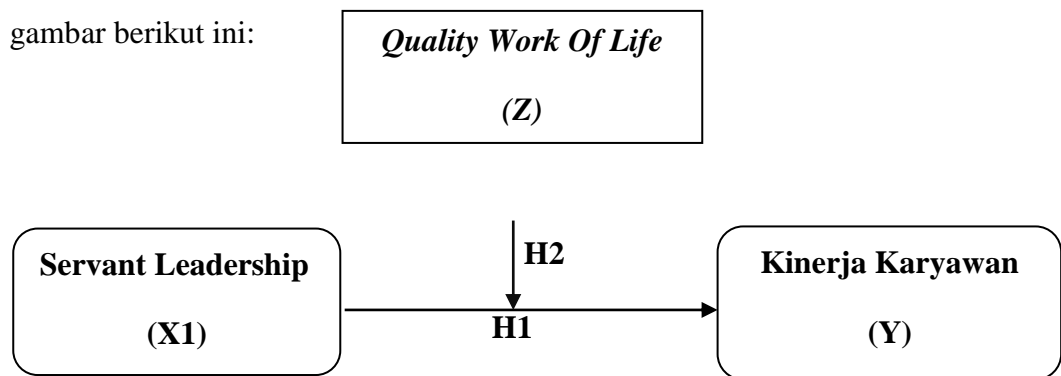 gambar berikut ini:
Quality Work Of Life
(Z)
H2
Servant Leadership
(X1)
H1
Kinerja Karyawan
(Y)